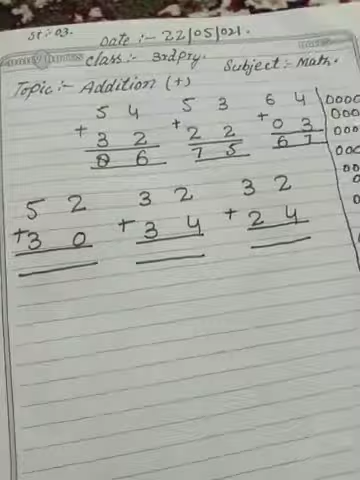 St:- 03.
Date :- 22/05/021.
class:- 3rd pry. Subject :- Math.
Topic :- Addition (+)
5 4 5 3 6 4
+ 3 2 + 2 2 + 0 3
8 6 7 5 6 7
5 2 3 2 3 2
+ 3 0 + 3 4 + 2 4